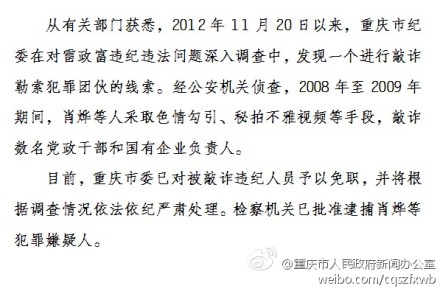 从有关部门获悉，2012 年 11 月 20 日以来，重庆市纪
委在对雷政富违纪违法问题深入调查中，发现一个进行敲诈
勒索犯罪团伙的线索。经公安机关侦查，2008 年至 2009 年
期间，肖烨等人采取色情勾引、秘拍不雅视频等手段，敲诈
数名党政干部和国有企业负责人。
目前，重庆市委已对被敲诈违纪人员予以免职，并将根
据调查情况依法依纪严肃处理。检察机关已批准逮捕肖烨等
犯罪嫌疑人。
@重庆市人民政府新闻办公室
weibo.com/cqszfxwb